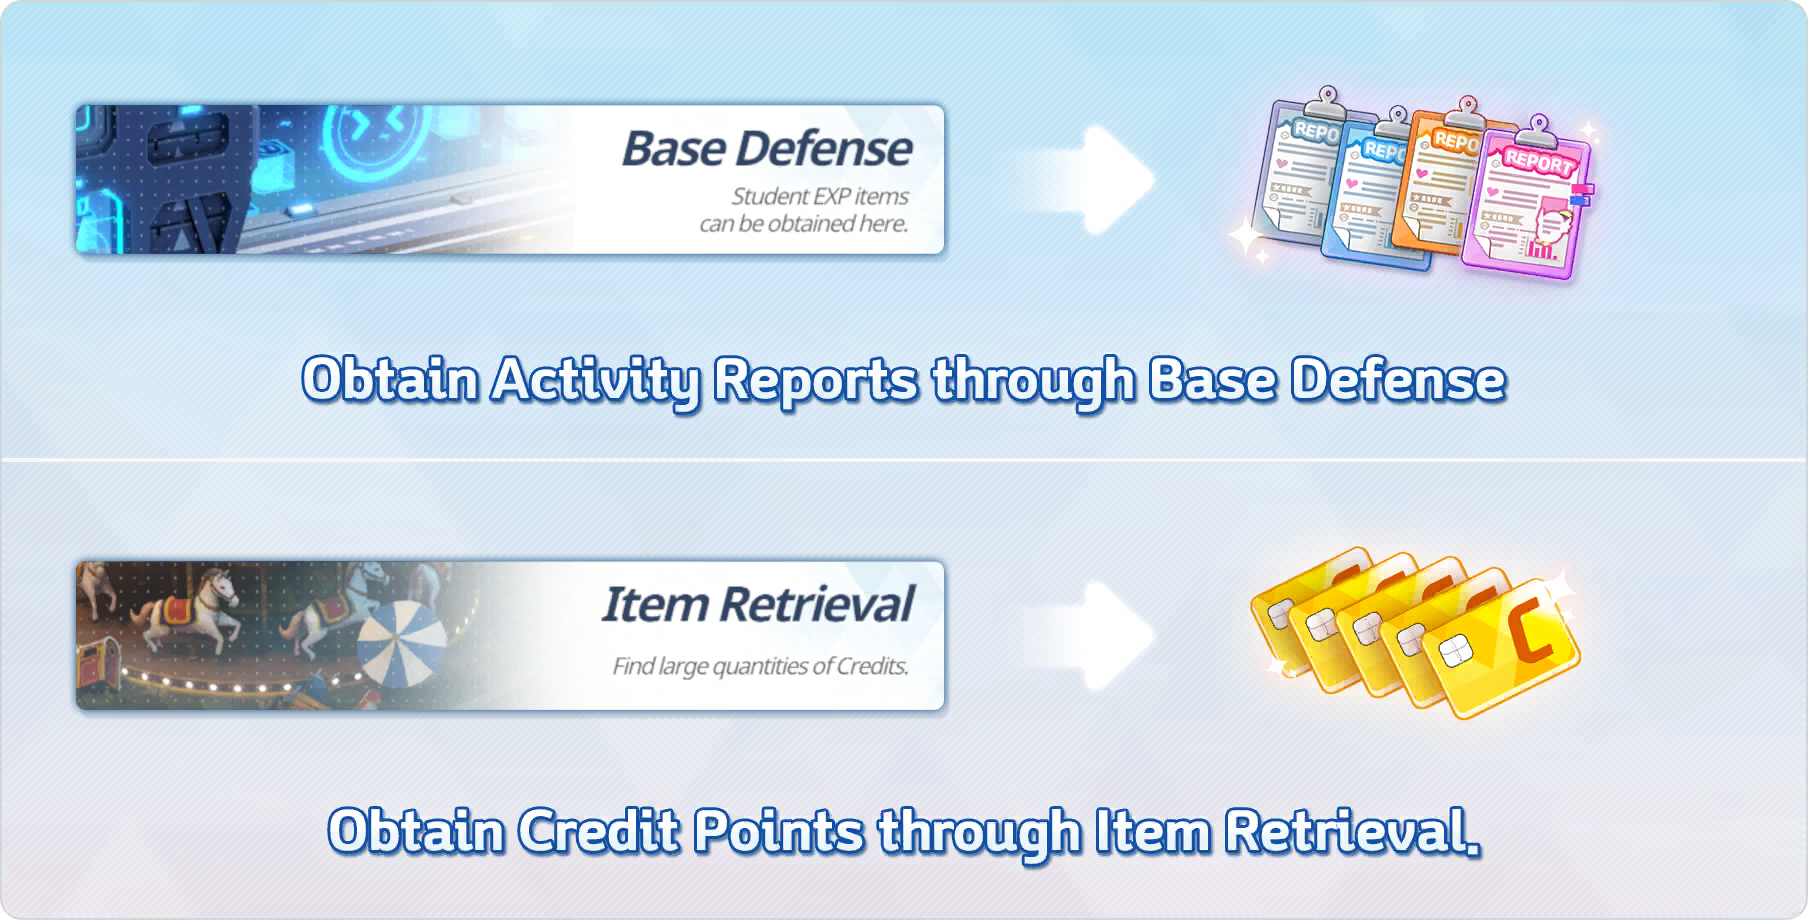 Base Defense
Student EXP items
can be obtained here.
REPO
REPO
REPO
REPORT
Obtain Activity Reports through Base Defense
Item Retrieval
Find large quantities of Credits.
C
Obtain Credit Points through Item Retrieval.